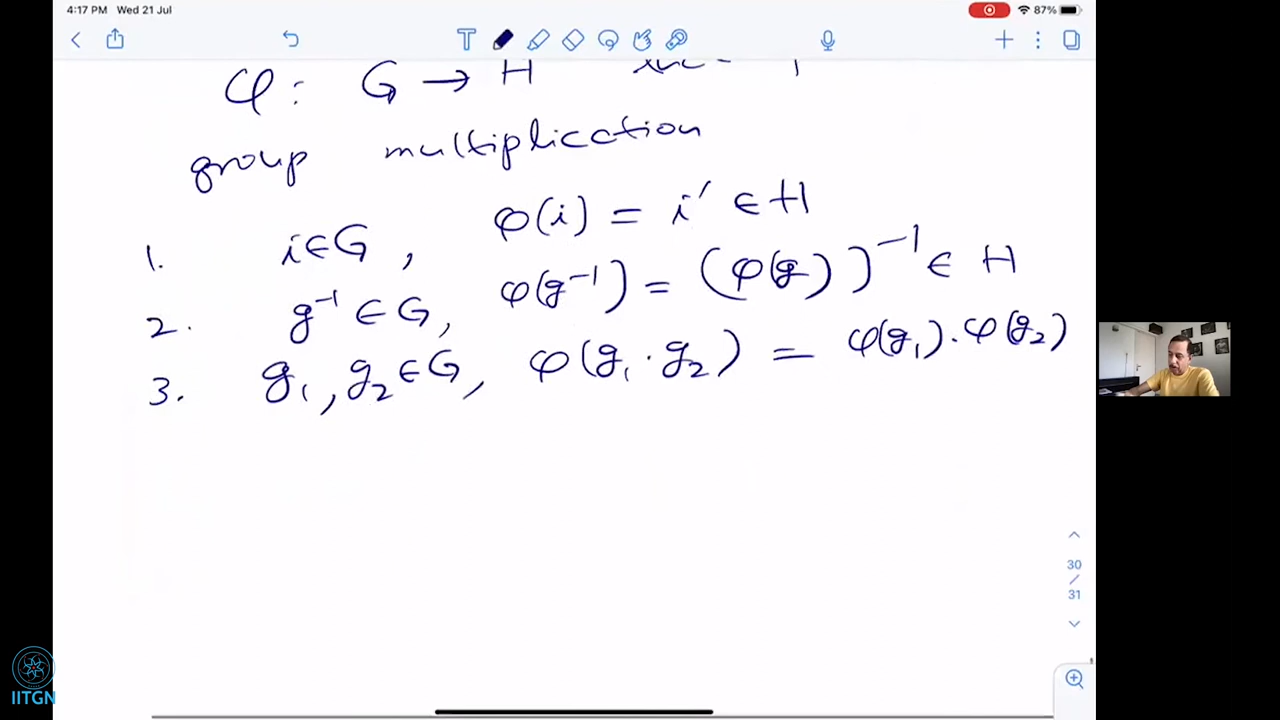 4:17 PM Wed 21 Jul
87%
φ: G → H
group multiplication
1. i ∈ G, φ(i) = i′ ∈ H
2. g⁻¹ ∈ G, φ(g⁻¹) = (φ(g))⁻¹ ∈ H
3. g₁, g₂ ∈ G, φ(g₁ · g₂) = φ(g₁) · φ(g₂)
30
/
31
IITGN